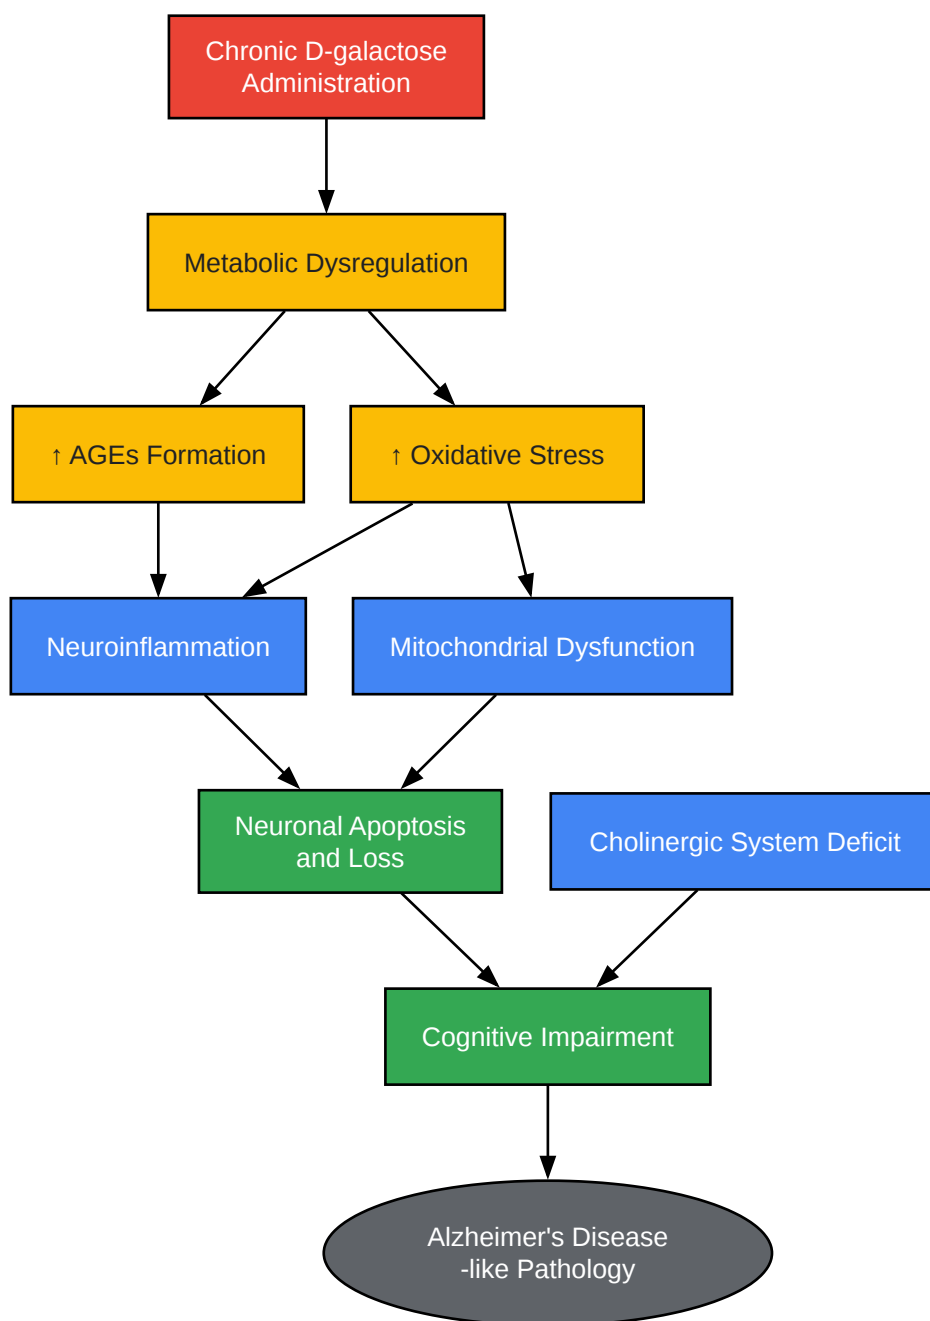 Chronic D-galactose
Administration
Metabolic Dysregulation
↑ AGEs Formation
↑ Oxidative Stress
Neuroinflammation
Mitochondrial Dysfunction
Neuronal Apoptosis
and Loss
Cholinergic System Deficit
Cognitive Impairment
Alzheimer's Disease
-like Pathology